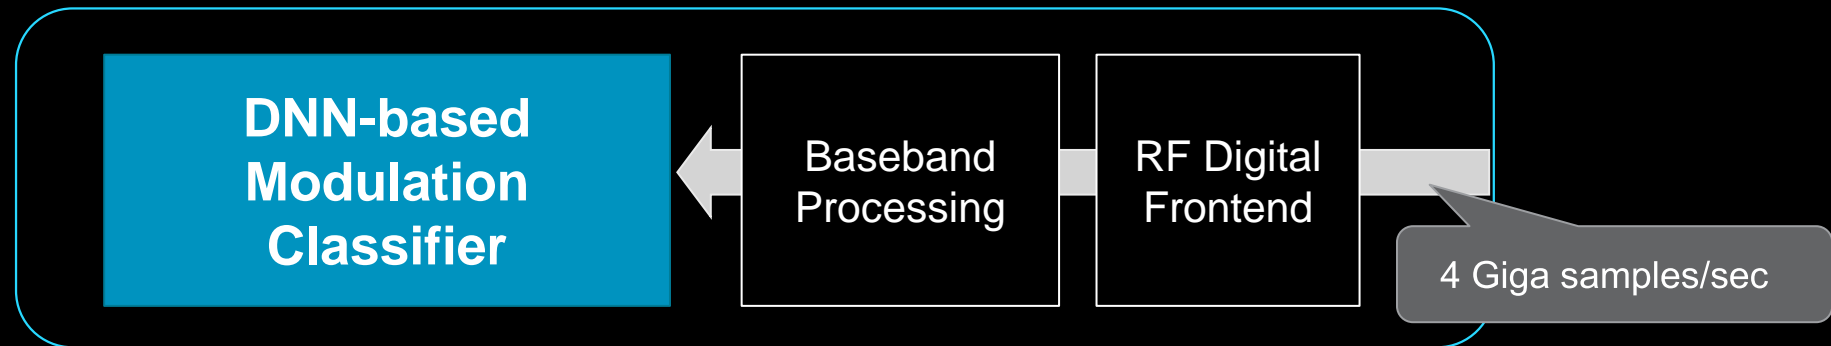 DNN-based
Modulation
Classifier
Baseband
Processing
RF Digital
Frontend
4 Giga samples/sec